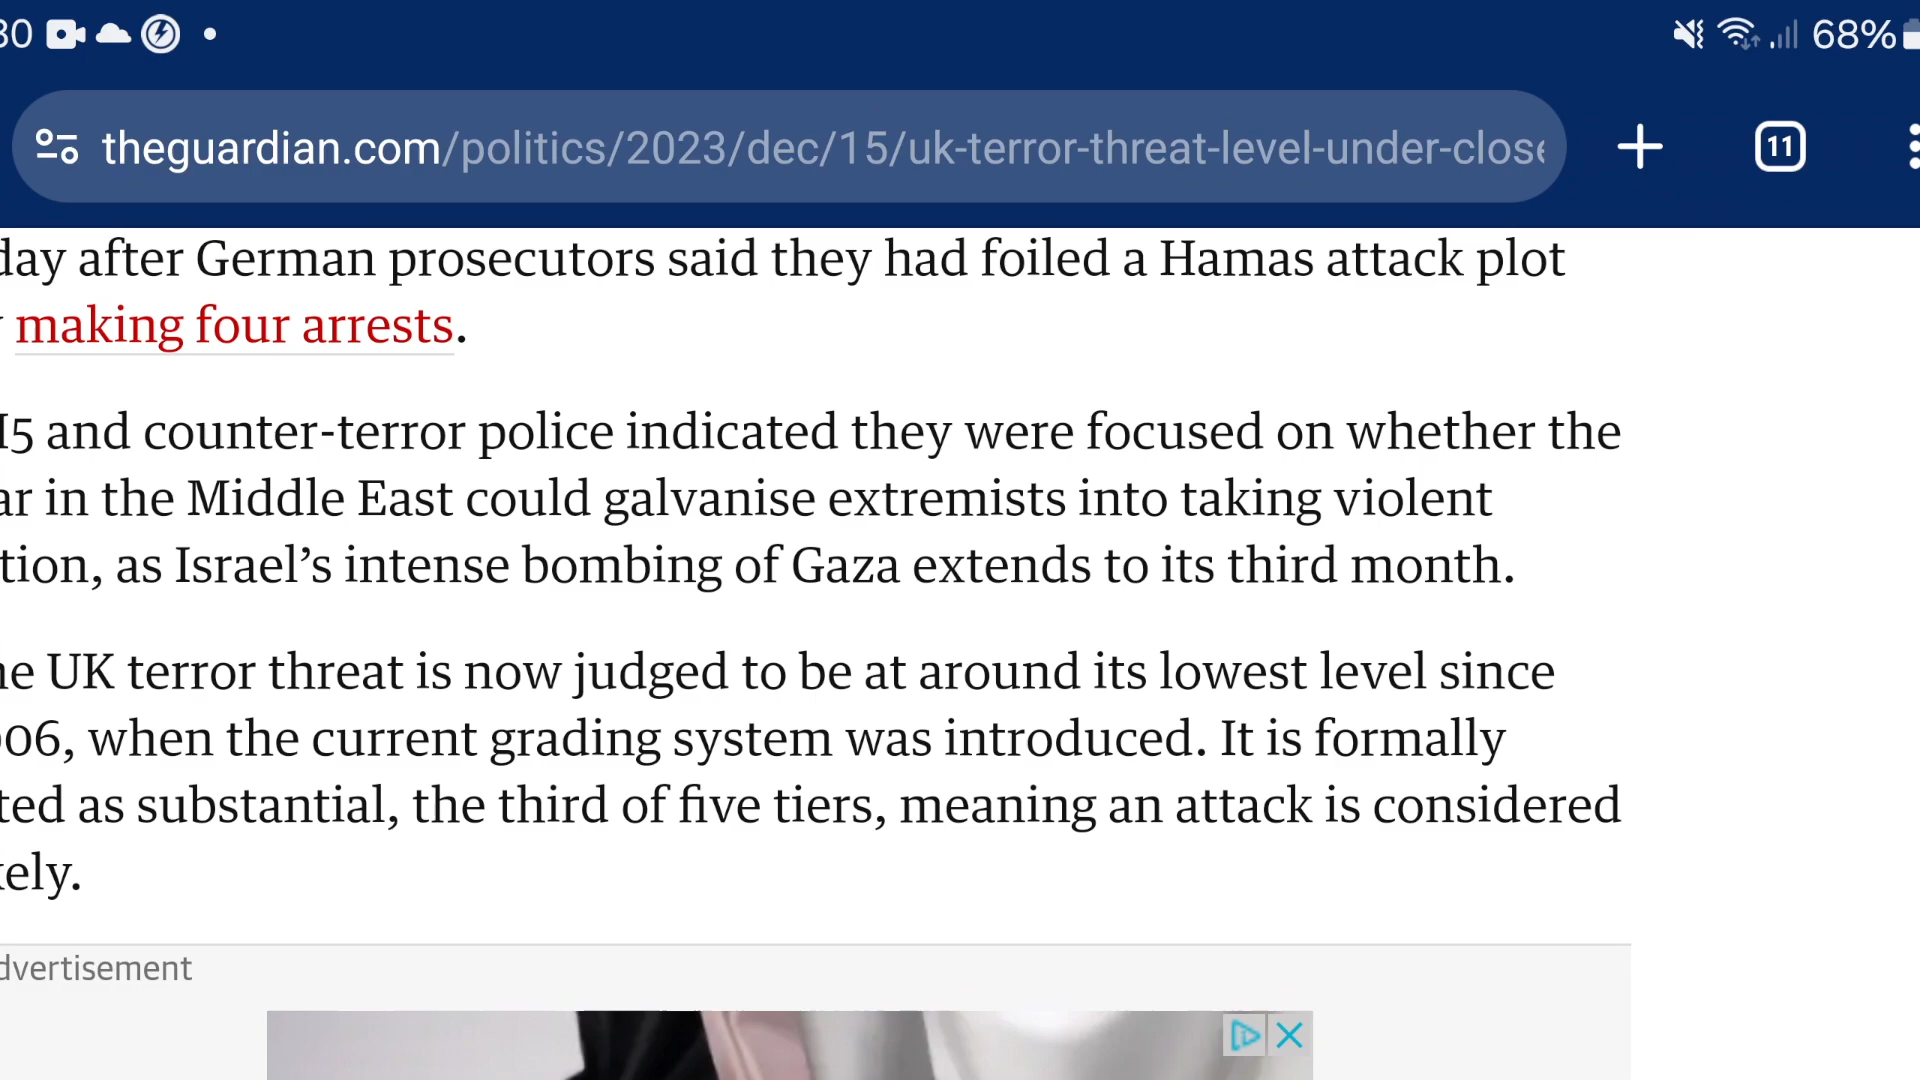 30 68%
theguardian.com/politics/2023/dec/15/uk-terror-threat-level-under-close 11
day after German prosecutors said they had foiled a Hamas attack plot
making four arrests.
I5 and counter-terror police indicated they were focused on whether the
ar in the Middle East could galvanise extremists into taking violent
tion, as Israel’s intense bombing of Gaza extends to its third month.
he UK terror threat is now judged to be at around its lowest level since
06, when the current grading system was introduced. It is formally
ted as substantial, the third of five tiers, meaning an attack is considered
kely.
dvertisement